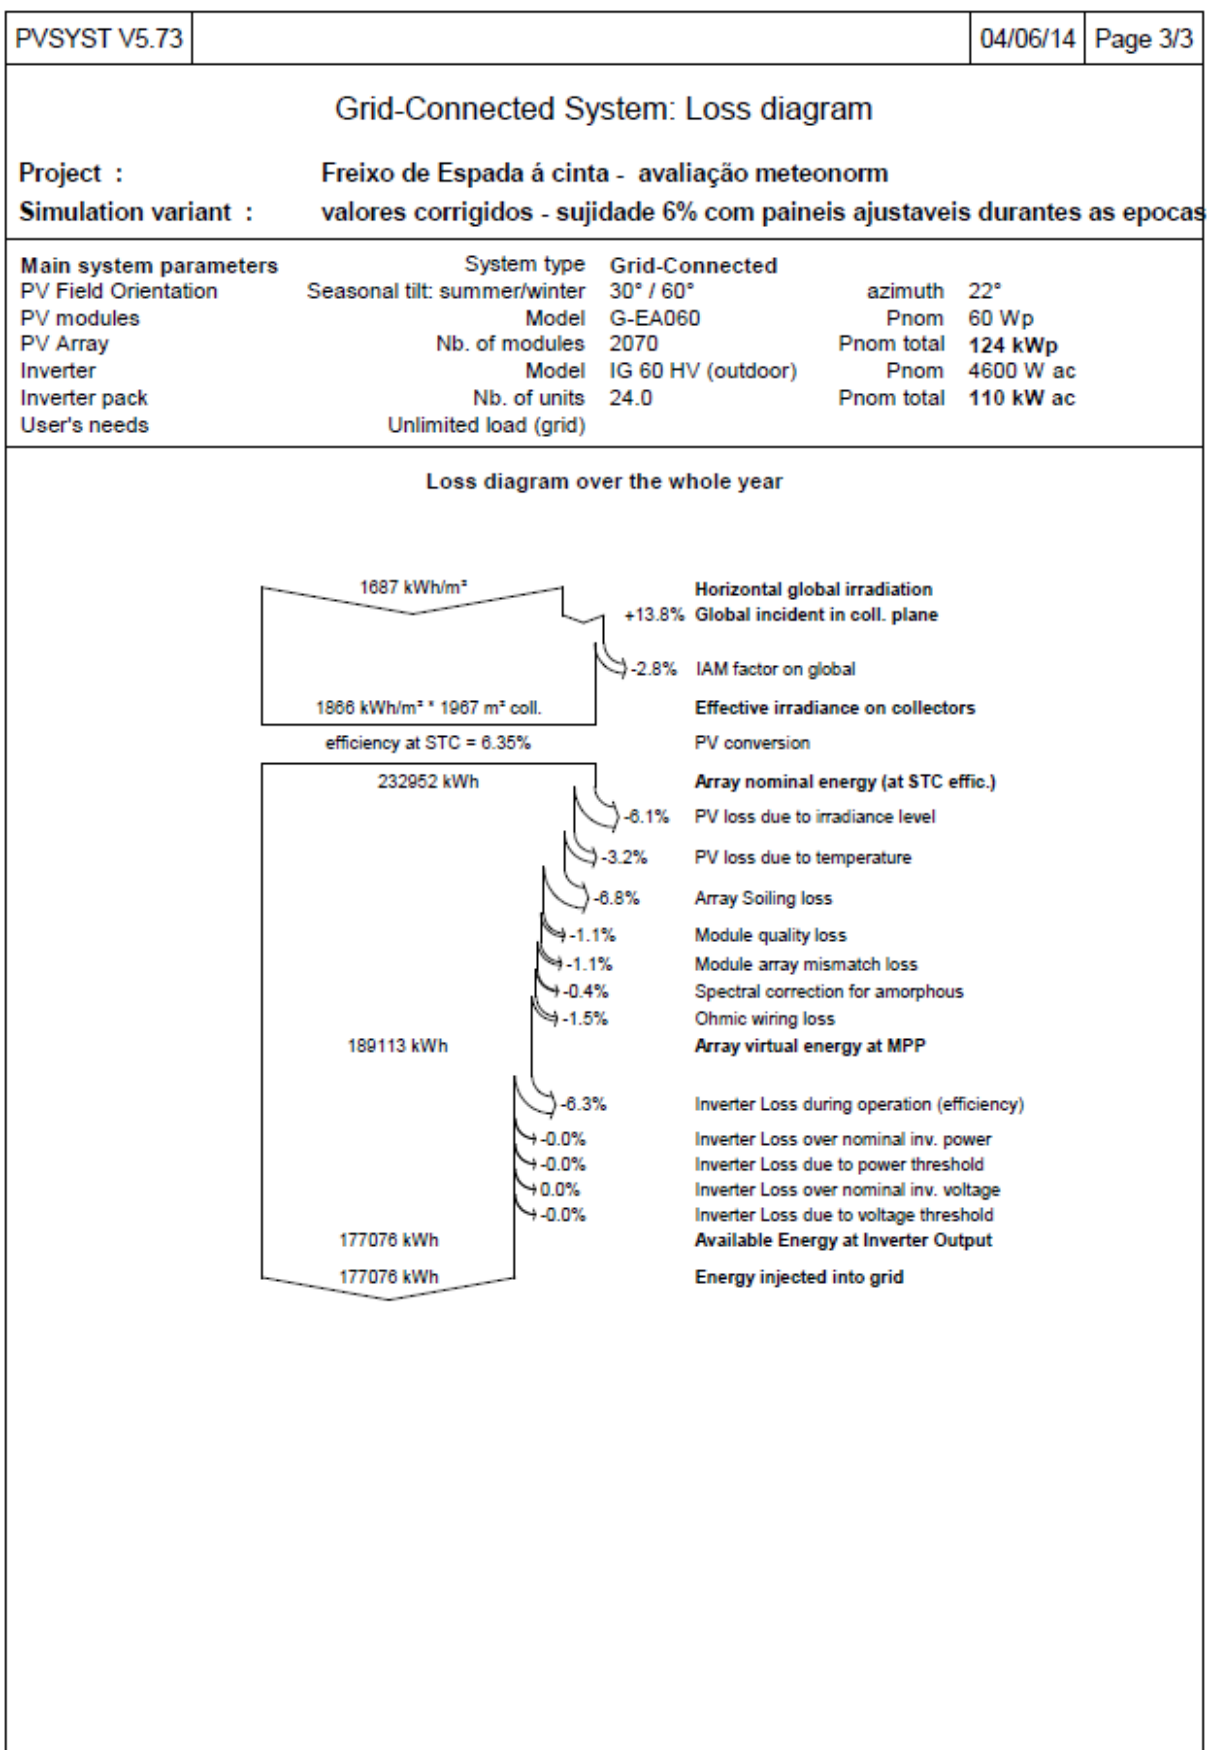 PVSYST V5.73 04/06/14 Page 3/3
Grid-Connected System: Loss diagram
Project : Freixo de Espada á cinta - avaliação meteonorm
Simulation variant : valores corrigidos - sujidade 6% com paineis ajustaveis durantes as epocas
Main system parameters System type Grid-Connected
PV Field Orientation Seasonal tilt: summer/winter 30° / 60° azimuth 22°
PV modules Model G-EA060 Pnom 60 Wp
PV Array Nb. of modules 2070 Pnom total 124 kWp
Inverter Model IG 60 HV (outdoor) Pnom 4600 W ac
Inverter pack Nb. of units 24.0 Pnom total 110 kW ac
User's needs Unlimited load (grid)
Loss diagram over the whole year
1687 kWh/m² Horizontal global irradiation
+13.8% Global incident in coll. plane
-2.8% IAM factor on global
1866 kWh/m² * 1967 m² coll. Effective irradiance on collectors
efficiency at STC = 6.35% PV conversion
232952 kWh Array nominal energy (at STC effic.)
-6.1% PV loss due to irradiance level
-3.2% PV loss due to temperature
-6.8% Array Soiling loss
-1.1% Module quality loss
-1.1% Module array mismatch loss
-0.4% Spectral correction for amorphous
-1.5% Ohmic wiring loss
189113 kWh Array virtual energy at MPP
-6.3% Inverter Loss during operation (efficiency)
-0.0% Inverter Loss over nominal inv. power
-0.0% Inverter Loss due to power threshold
0.0% Inverter Loss over nominal inv. voltage
-0.0% Inverter Loss due to voltage threshold
177076 kWh Available Energy at Inverter Output
177076 kWh Energy injected into grid